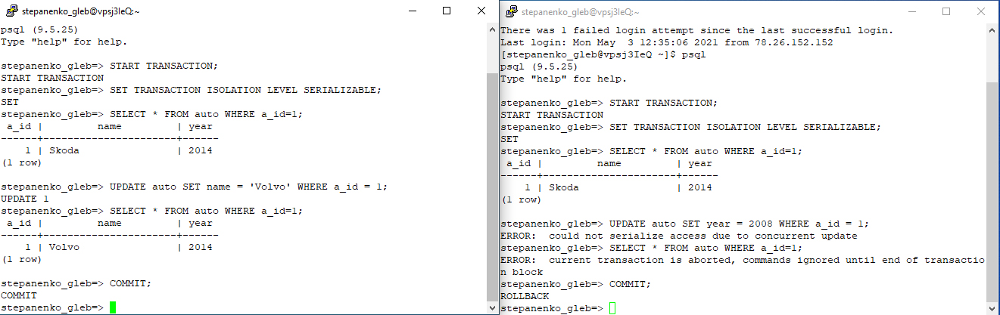 stepanenko_gleb@vpsj3IeQ:~
psql (9.5.25)
Type "help" for help.
stepanenko_gleb=> START TRANSACTION;
START TRANSACTION
stepanenko_gleb=> SET TRANSACTION ISOLATION LEVEL SERIALIZABLE;
SET
stepanenko_gleb=> SELECT * FROM auto WHERE a_id=1;
 a_id |         name         | year
------+----------------------+------
    1 | Skoda                | 2014
(1 row)
stepanenko_gleb=> UPDATE auto SET name = 'Volvo' WHERE a_id = 1;
UPDATE 1
stepanenko_gleb=> SELECT * FROM auto WHERE a_id=1;
 a_id |         name         | year
------+----------------------+------
    1 | Volvo                | 2014
(1 row)
stepanenko_gleb=> COMMIT;
COMMIT
stepanenko_gleb=>
stepanenko_gleb@vpsj3IeQ:~
There was 1 failed login attempt since the last successful login.
Last login: Mon May  3 12:35:06 2021 from 78.26.152.152
[stepanenko_gleb@vpsj3IeQ ~]$ psql
psql (9.5.25)
Type "help" for help.
stepanenko_gleb=> START TRANSACTION;
START TRANSACTION
stepanenko_gleb=> SET TRANSACTION ISOLATION LEVEL SERIALIZABLE;
SET
stepanenko_gleb=> SELECT * FROM auto WHERE a_id=1;
 a_id |         name         | year
------+----------------------+------
    1 | Skoda                | 2014
(1 row)
stepanenko_gleb=> UPDATE auto SET year = 2008 WHERE a_id = 1;
ERROR:  could not serialize access due to concurrent update
stepanenko_gleb=> SELECT * FROM auto WHERE a_id=1;
ERROR:  current transaction is aborted, commands ignored until end of transactio
n block
stepanenko_gleb=> COMMIT;
ROLLBACK
stepanenko_gleb=>